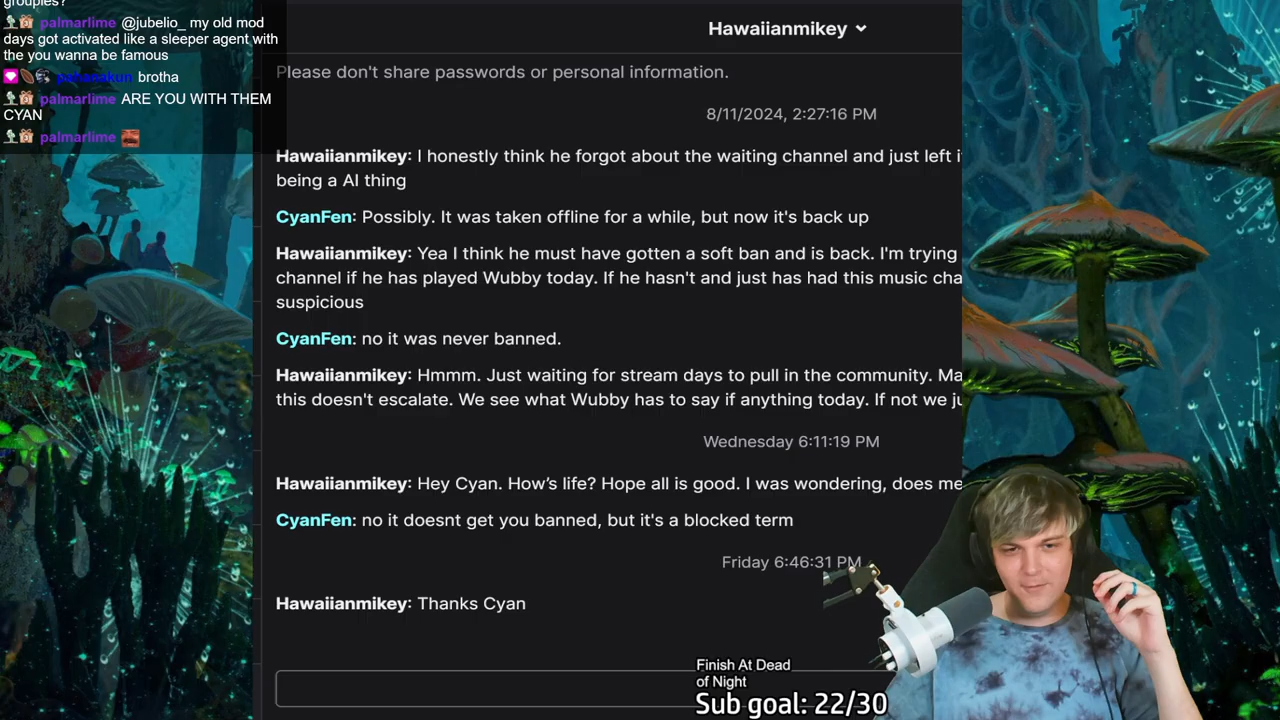 groupies?
palmarlime @jubelio_ my old mod
days got activated like a sleeper agent with
the you wanna be famous
pahanakun brotha
palmarlime ARE YOU WITH THEM
CYAN
palmarlime
Hawaiianmikey
Please don't share passwords or personal information.
8/11/2024, 2:27:16 PM
Hawaiianmikey: I honestly think he forgot about the waiting channel and just left i
being a AI thing
CyanFen: Possibly. It was taken offline for a while, but now it's back up
Hawaiianmikey: Yea I think he must have gotten a soft ban and is back. I'm trying
channel if he has played Wubby today. If he hasn't and just has had this music cha
suspicious
CyanFen: no it was never banned.
Hawaiianmikey: Hmmm. Just waiting for stream days to pull in the community. Ma
this doesn't escalate. We see what Wubby has to say if anything today. If not we ju
Wednesday 6:11:19 PM
Hawaiianmikey: Hey Cyan. How's life? Hope all is good. I was wondering, does me
CyanFen: no it doesnt get you banned, but it's a blocked term
Friday 6:46:31 PM
Hawaiianmikey: Thanks Cyan
Finish At Dead
of Night
Sub goal: 22/30